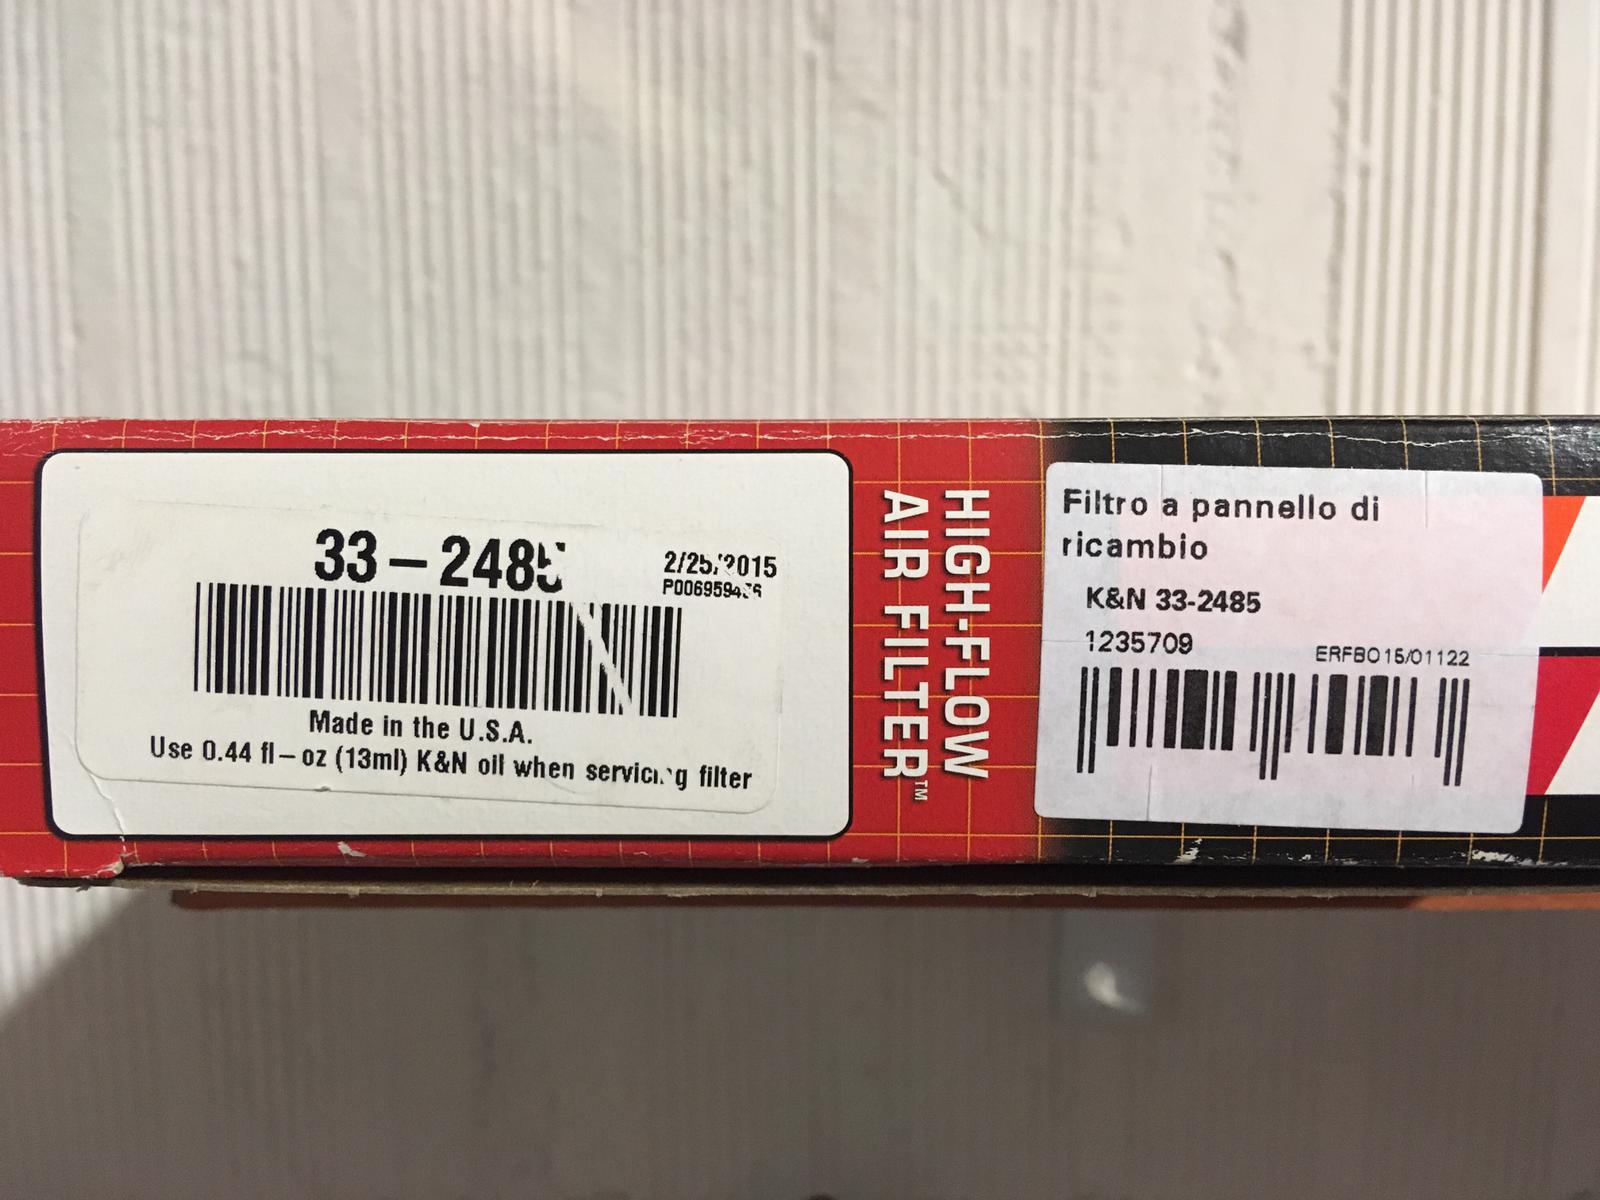 33-2485
2/25/2015
Made in the U.S.A.
Use 0.44 fl-oz (13ml) K&N oil when servicing filter
HIGH-FLOW
AIR FILTER™
Filtro a pannello di
ricambio
K&N 33-2485
1235709
ERFBO15/01122